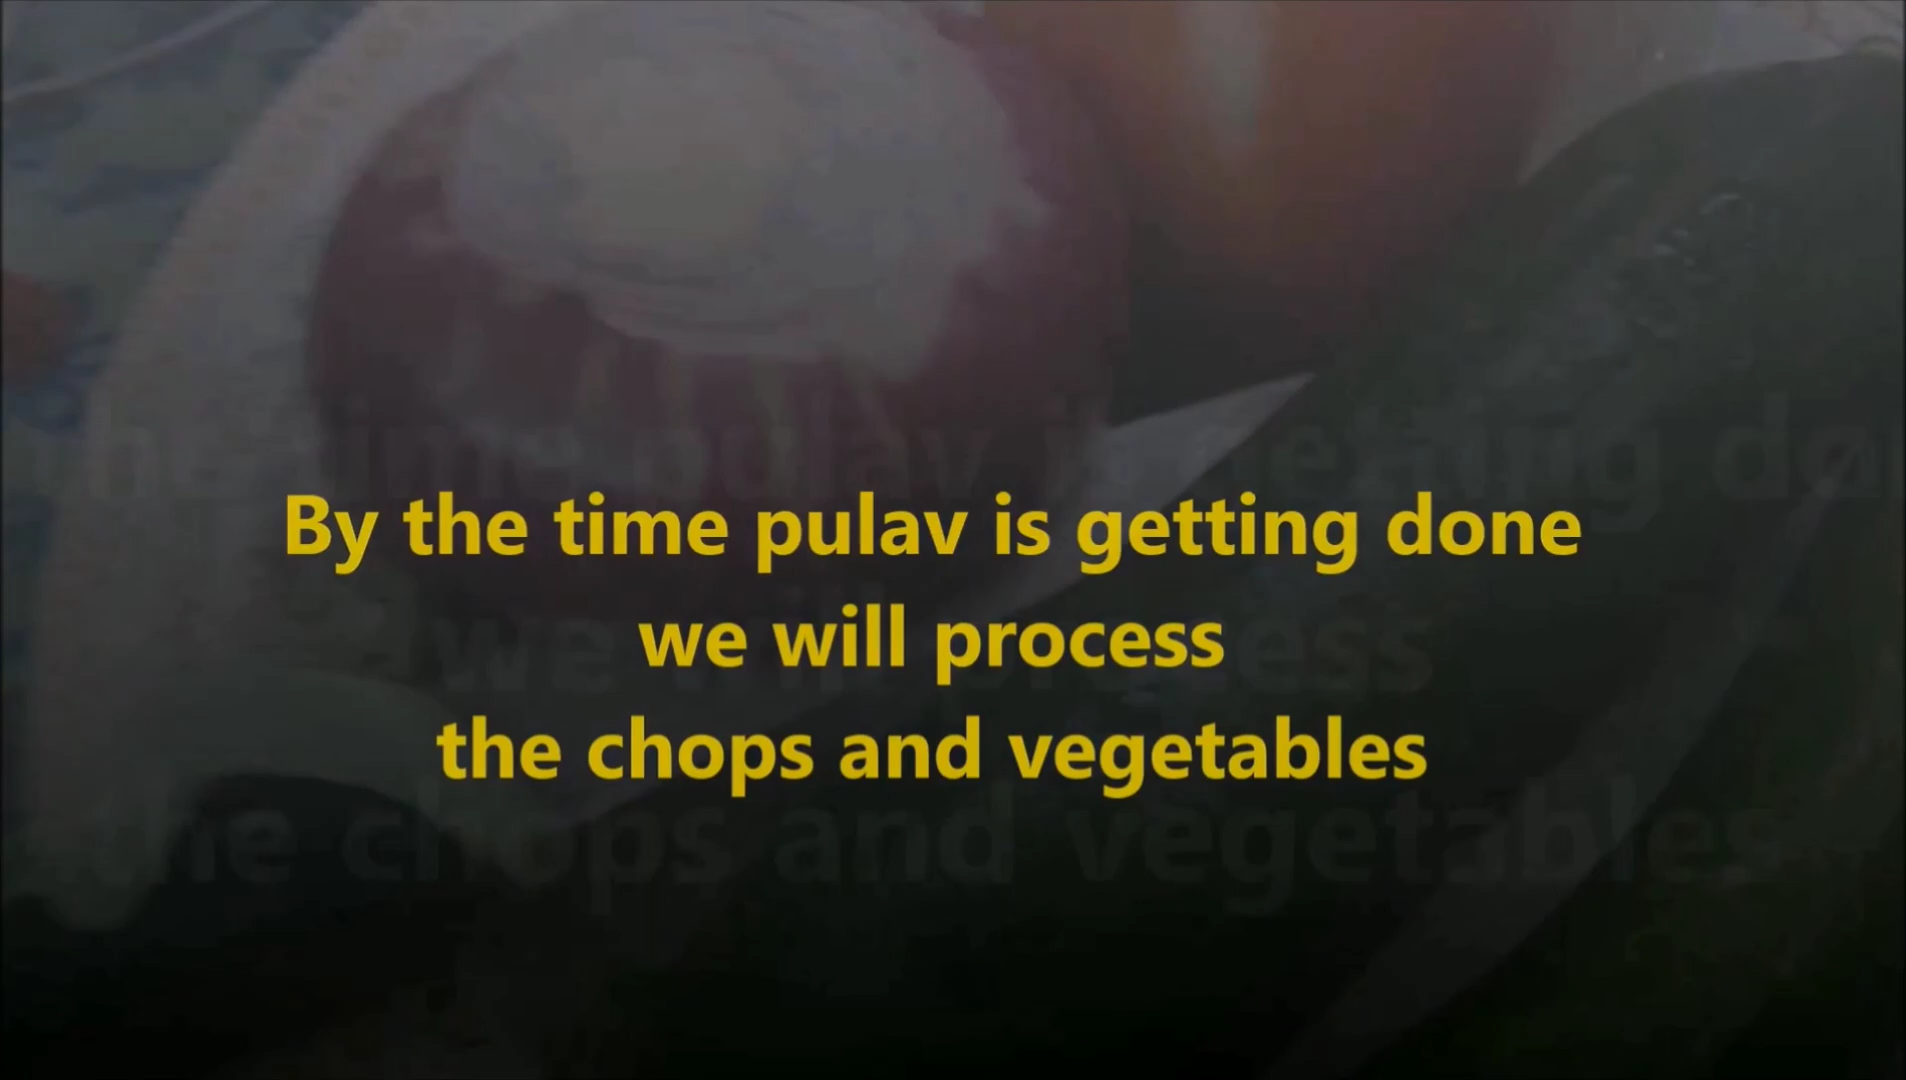 By the time pulav is getting done
we will process
the chops and vegetables